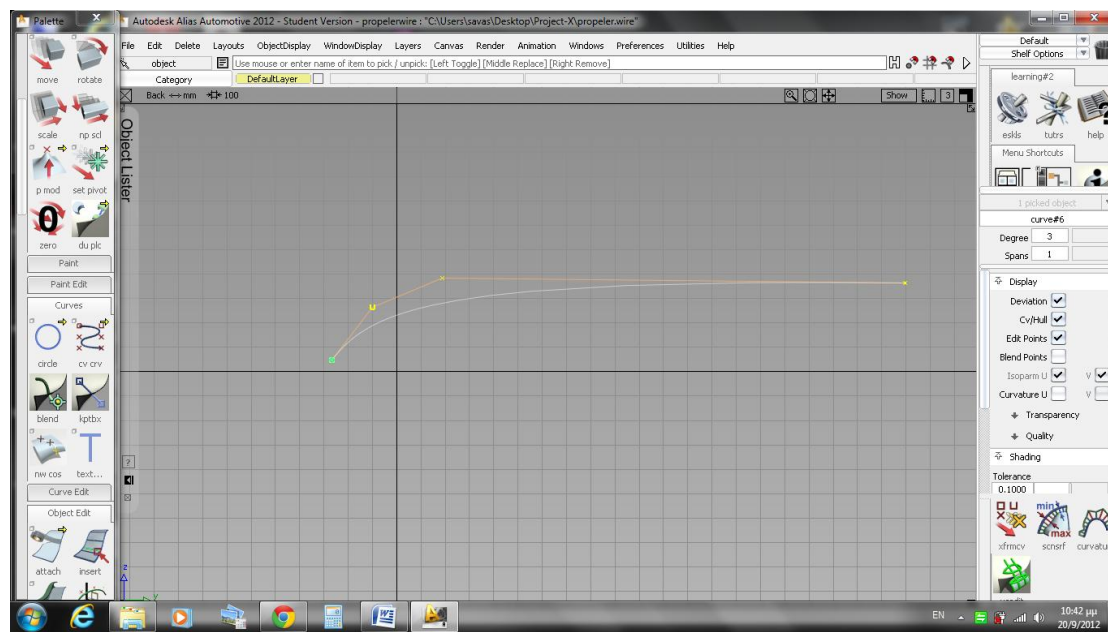 Palette
Autodesk Alias Automotive 2012 - Student Version - propelerwire : "C:\Users\savas\Desktop\Project-X\propeler.wire"
File Edit Delete Layouts ObjectDisplay WindowDisplay Layers Canvas Render Animation Windows Preferences Utilities Help
object
Use mouse or enter name of item to pick / unpick: [Left Toggle] [Middle Replace] [Right Remove]
Category
DefaultLayer
Back mm 100
Show
3
Object Lister
move rotate
scale np scl
p mod set pivot
0
zero du plc
Paint
Paint Edit
Curves
circle cv crv
blend kptbx
nw cos text...
Curve Edit
Object Edit
attach insert
u
?
z
Y
Default
Shelf Options
learning#2
eskls tutrs help
Menu Shortcuts
1 picked object
curve#6
Degree 3
Spans 1
Display
Deviation
Cv/Hull
Edit Points
Blend Points
Isoparm U V
Curvature U V
Transparency
Quality
Shading
Tolerance
0.1000
min
max
xfrmcv scnsrf curvatu
EN
10:42 μμ
20/9/2012